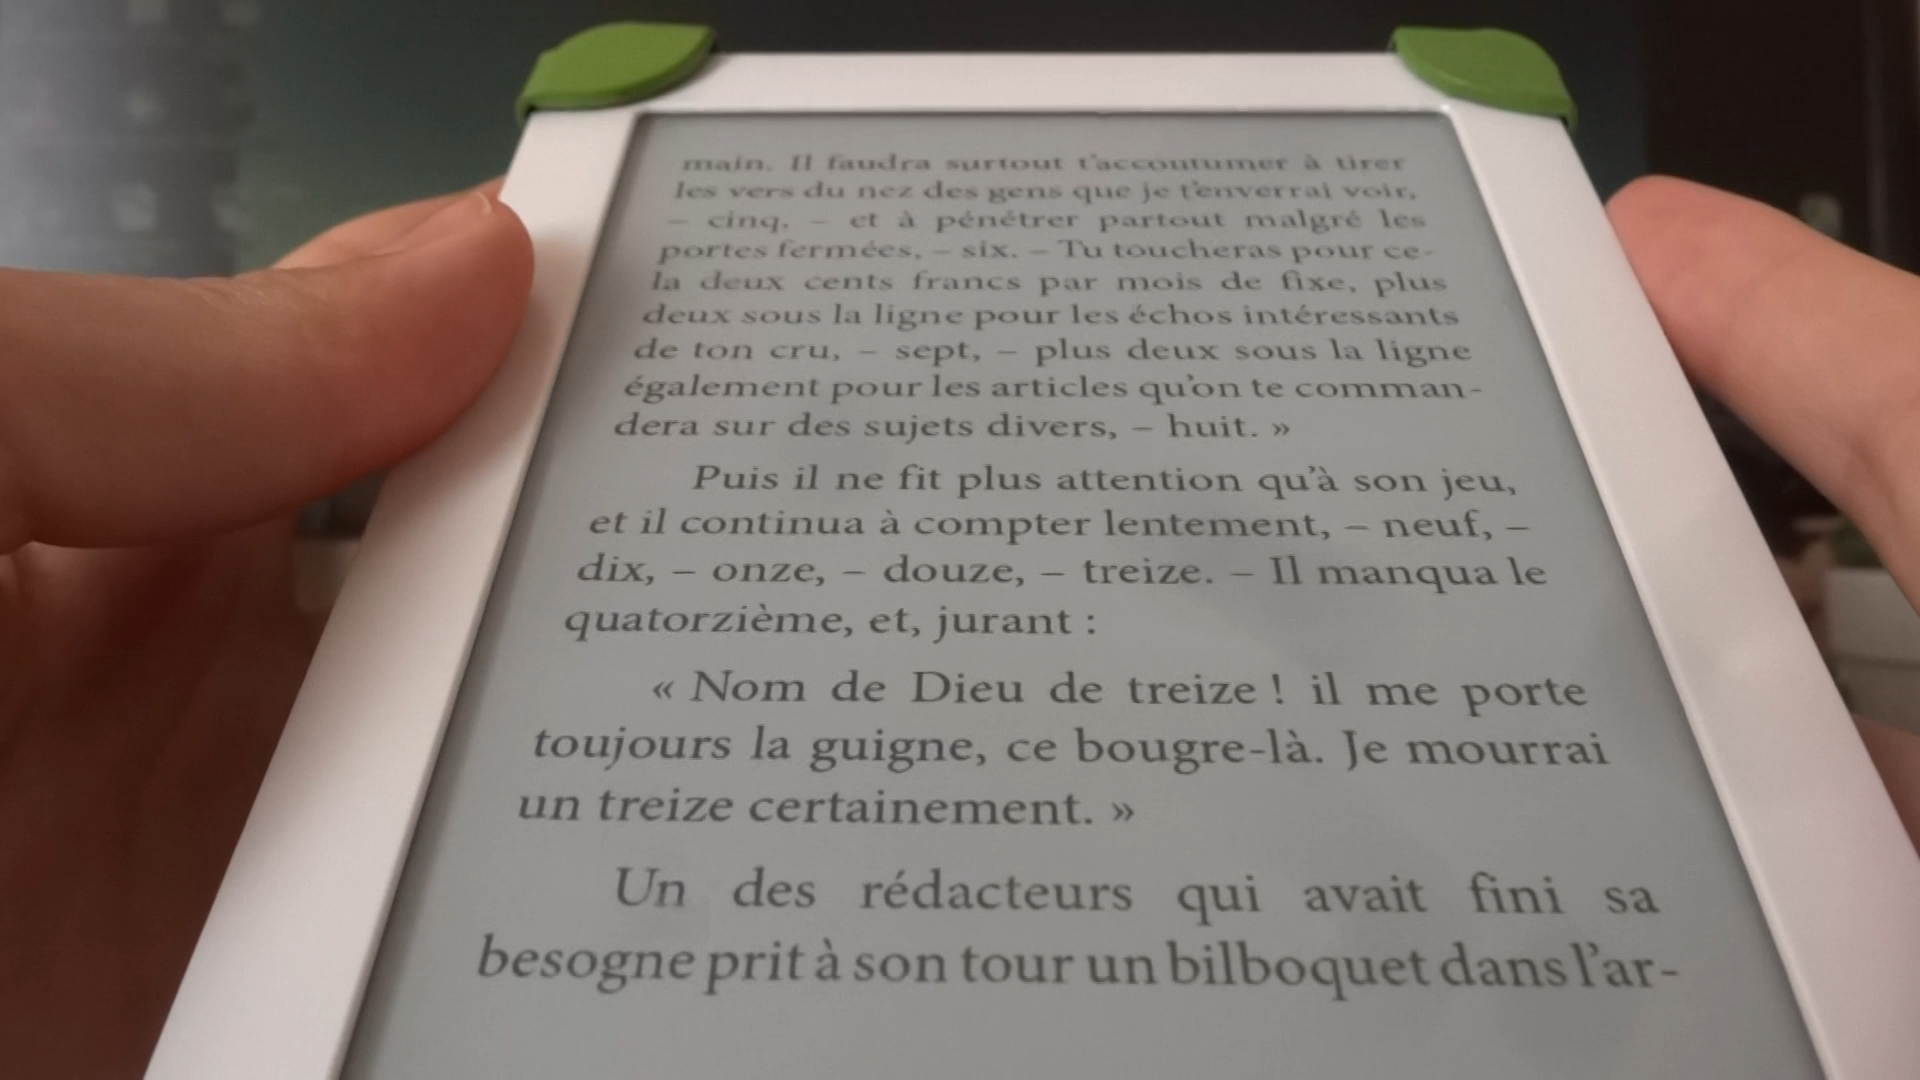 main. Il faudra surtout t'accoutumer à tirer
les vers du nez des gens que je t'enverrai voir,
– cinq, – et à pénétrer partout malgré les
portes fermées, – six. – Tu toucheras pour ce-
la deux cents francs par mois de fixe, plus
deux sous la ligne pour les échos intéressants
de ton cru, – sept, – plus deux sous la ligne
également pour les articles qu'on te comman-
dera sur des sujets divers, – huit. »
Puis il ne fit plus attention qu'à son jeu,
et il continua à compter lentement, – neuf, –
dix, – onze, – douze, – treize. – Il manqua le
quatorzième, et, jurant :
« Nom de Dieu de treize ! il me porte
toujours la guigne, ce bougre-là. Je mourrai
un treize certainement. »
Un des rédacteurs qui avait fini sa
besogne prit à son tour un bilboquet dans l'ar-